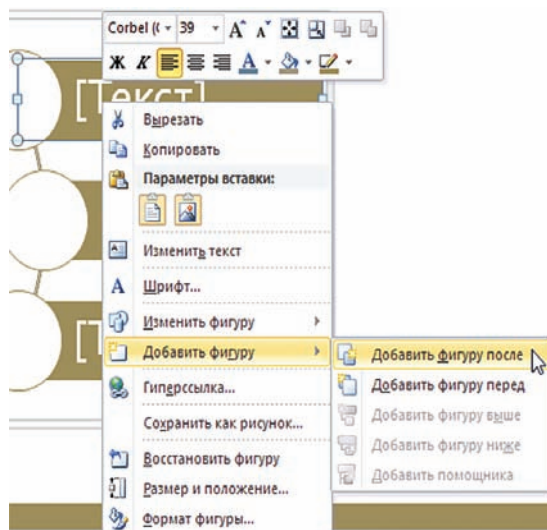 Corbel (( 39 A A
Ж К A
[Текст]
Вырезать
Копировать
Параметры вставки:
Изменить текст
A Шрифт...
Изменить фигуру
Добавить фигуру
Добавить фигуру после
Добавить фигуру перед
Добавить фигуру выше
Добавить фигуру ниже
Добавить помощника
Гиперссылка...
Сохранить как рисунок...
Восстановить фигуру
Размер и положение...
Формат фигуры...